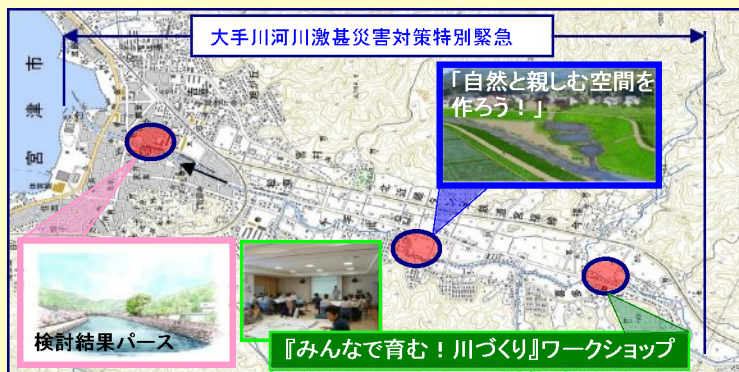 大手川河川激甚災害対策特別緊急
「自然と親しむ空間を
作ろう！」
宮津市
検討結果パース
『みんなで育む！川づくり』ワークショップ